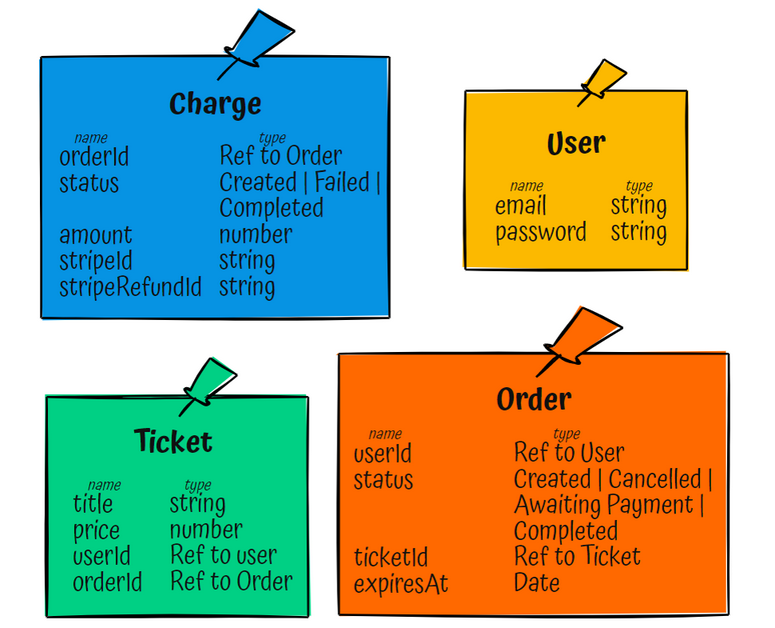 Charge
name type
orderId Ref to Order
status Created | Failed |
Completed
amount number
stripeId string
stripeRefundId string
User
name type
email string
password string
Ticket
name type
title string
price number
userId Ref to user
orderId Ref to Order
Order
name type
userId Ref to User
status Created | Cancelled |
Awaiting Payment |
Completed
ticketId Ref to Ticket
expiresAt Date